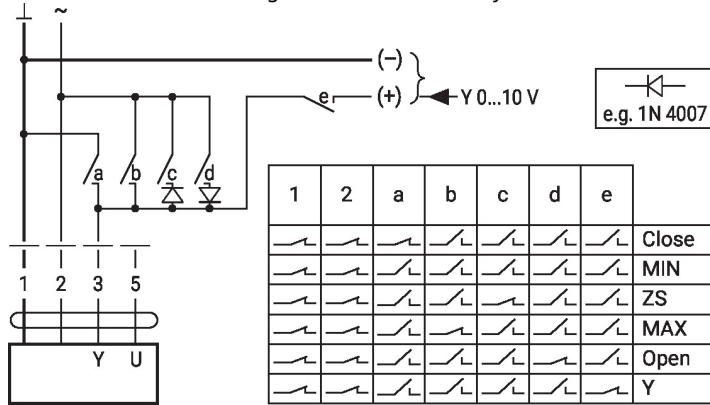 ⊥ ~
(–)
e (+) Y 0...10 V
e.g. 1N 4007
a b c d
1 2 a b c d e
Close
MIN
1 2 3 5
ZS
MAX
Y U
Open
Y